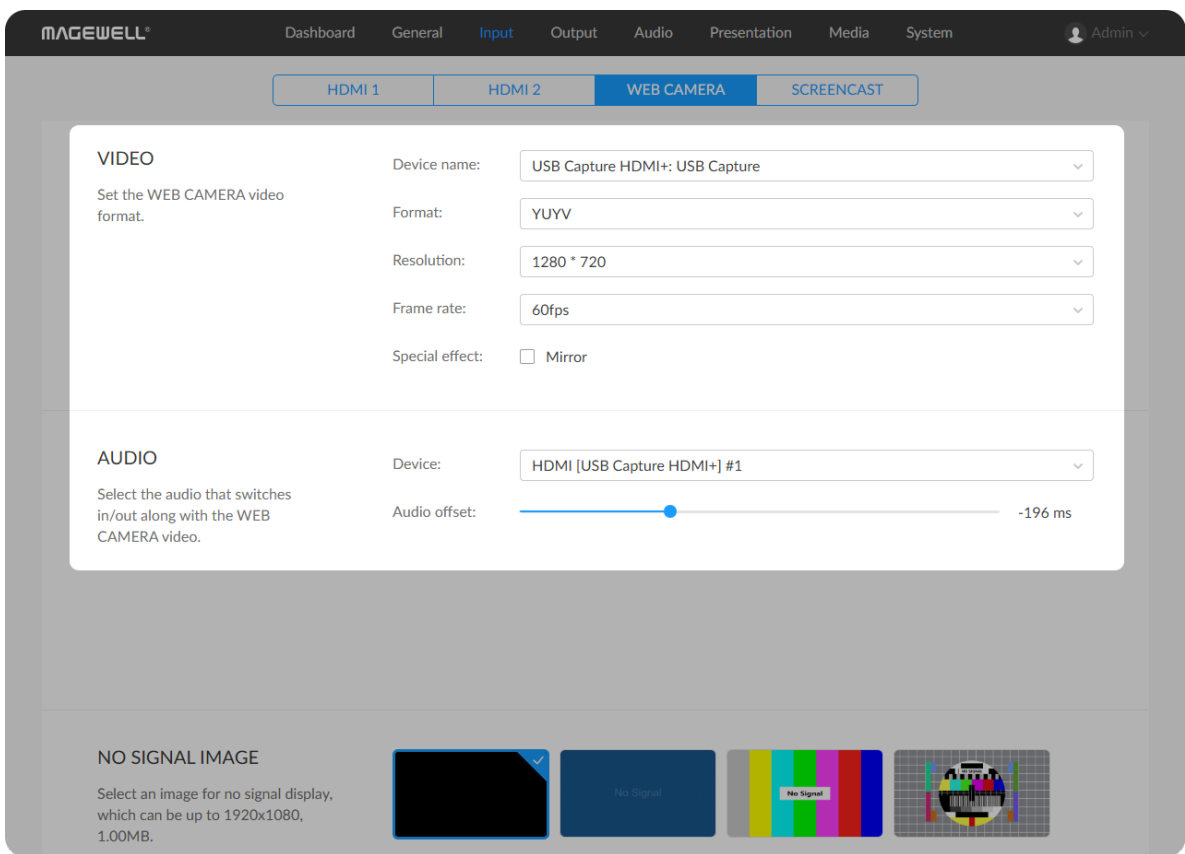 MAGEWELL®
Dashboard General Input Output Audio Presentation Media System Admin
HDMI 1 HDMI 2 WEB CAMERA SCREENCAST
VIDEO
Set the WEB CAMERA video
format.
Device name: USB Capture HDMI+: USB Capture
Format: YUYV
Resolution: 1280 * 720
Frame rate: 60fps
Special effect: Mirror
AUDIO
Select the audio that switches
in/out along with the WEB
CAMERA video.
Device: HDMI [USB Capture HDMI+] #1
Audio offset: -196 ms
NO SIGNAL IMAGE
Select an image for no signal display,
which can be up to 1920x1080,
1.00MB.
No Signal
No Signal
NO SIGNAL